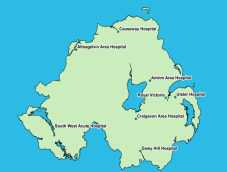 Causeway Hospital
Altnagelvin Area Hospital
Antrim Area Hospital
Royal Victoria
Ulster Hospital
Craigavon Area Hospital
South West Acute Hospital
Daisy Hill Hospital